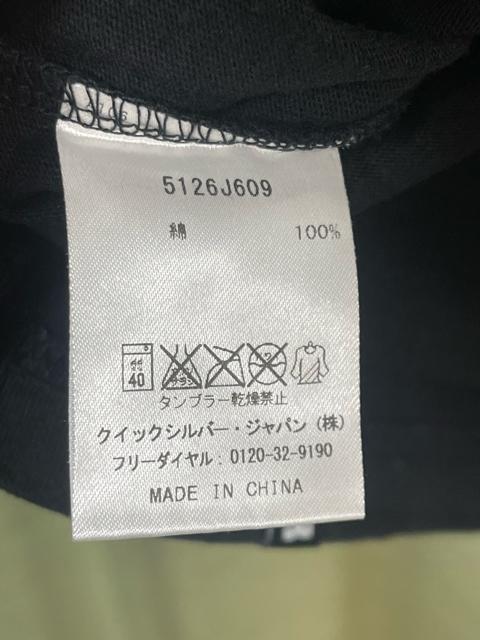 5126J609
綿 100%
40
タンブラー乾燥禁止
クイックシルバー・ジャパン(株)
フリーダイヤル:0120-32-9190
MADE IN CHINA